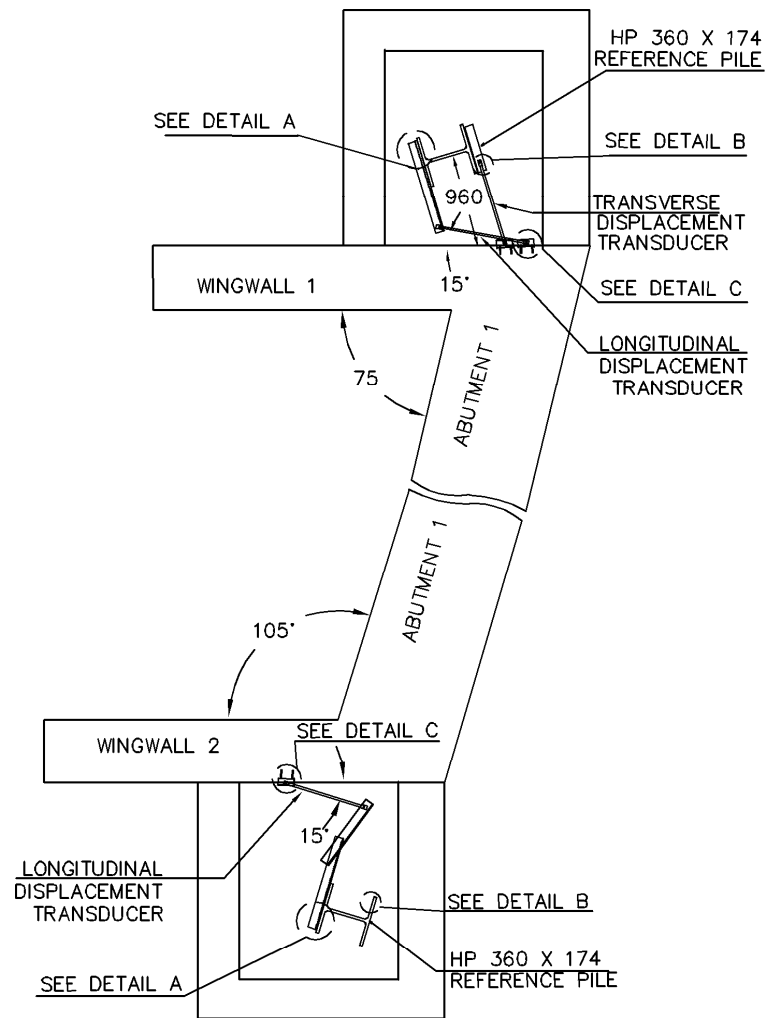 HP 360 X 174
REFERENCE PILE
SEE DETAIL A
SEE DETAIL B
960
TRANSVERSE
DISPLACEMENT
TRANSDUCER
WINGWALL 1
15°
SEE DETAIL C
LONGITUDINAL
DISPLACEMENT
TRANSDUCER
75
ABUTMENT 1
ABUTMENT 1
105°
SEE DETAIL C
WINGWALL 2
15°
LONGITUDINAL
DISPLACEMENT
TRANSDUCER
SEE DETAIL B
HP 360 X 174
REFERENCE PILE
SEE DETAIL A